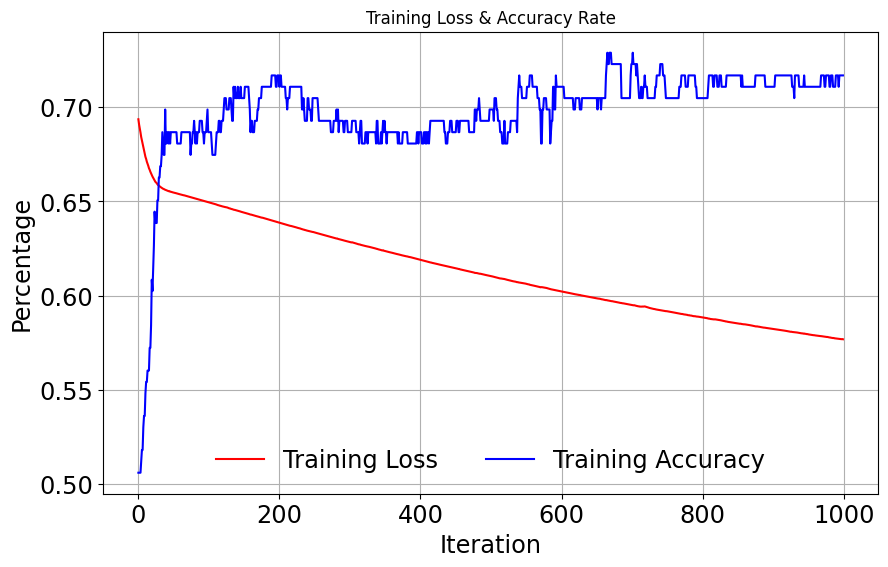 Training Loss & Accuracy Rate
0.70
0.65
0.60
0.55
0.50
Percentage
Training Loss
Training Accuracy
0 200 400 600 800 1000
Iteration